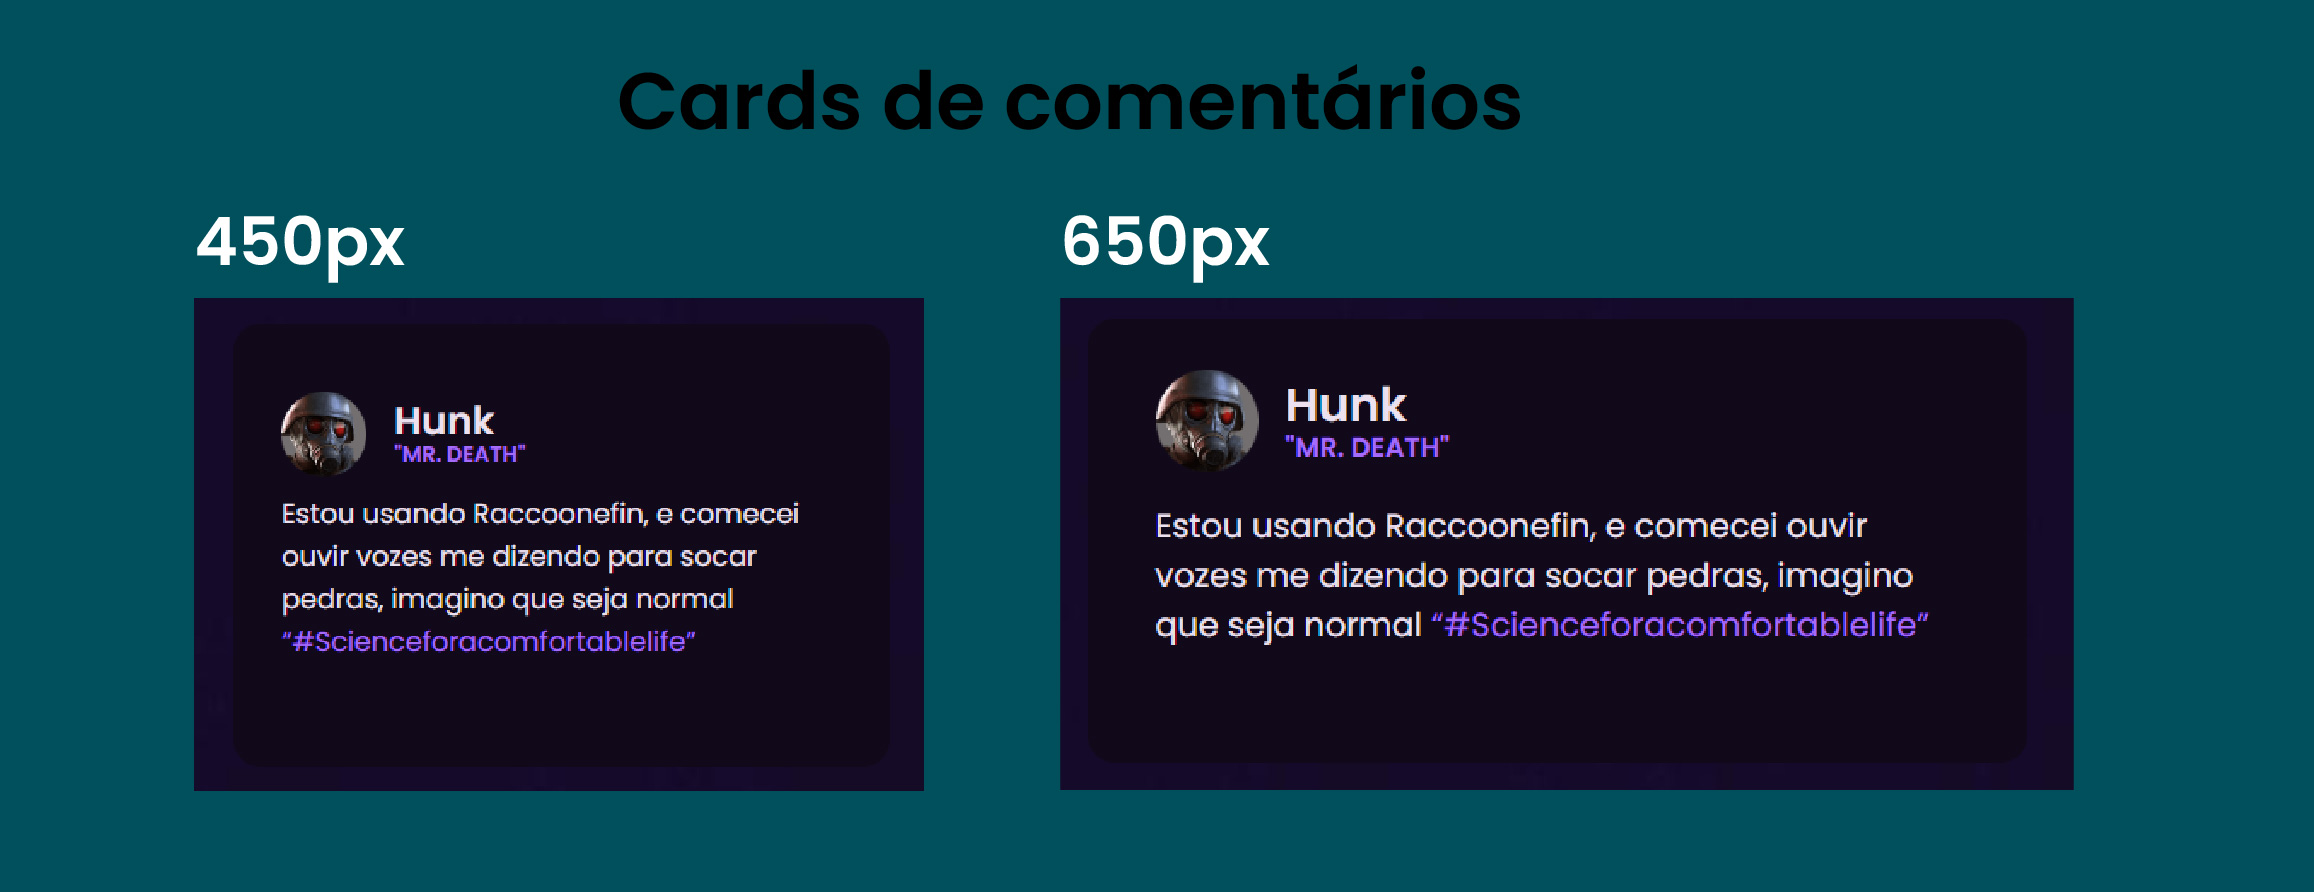 Cards de comentários
450px
Hunk
"MR. DEATH"
Estou usando Raccoonefin, e comecei
ouvir vozes me dizendo para socar
pedras, imagino que seja normal
“#Scienceforacomfortablelife”
650px
Hunk
"MR. DEATH"
Estou usando Raccoonefin, e comecei ouvir
vozes me dizendo para socar pedras, imagino
que seja normal “#Scienceforacomfortablelife”